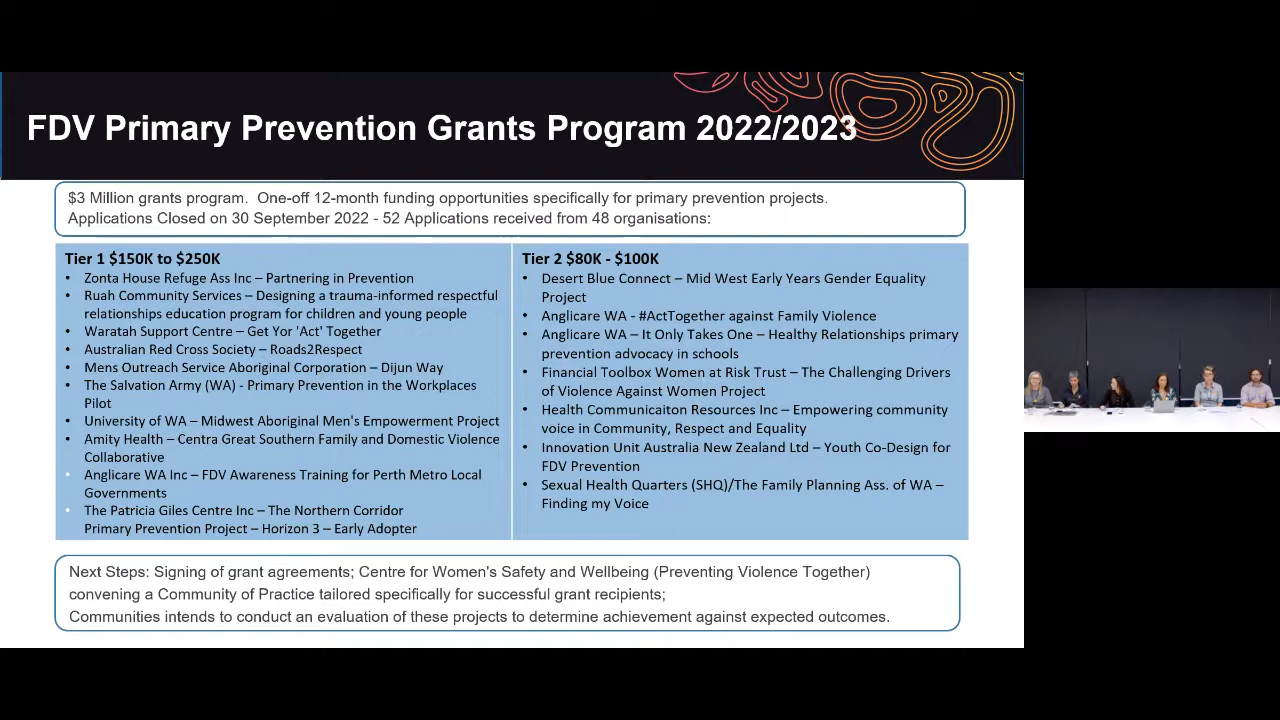 FDV Primary Prevention Grants Program 2022/2023
$3 Million grants program. One-off 12-month funding opportunities specifically for primary prevention projects.
Applications Closed on 30 September 2022 - 52 Applications received from 48 organisations:
Tier 1 $150K to $250K
• Zonta House Refuge Ass Inc – Partnering in Prevention
• Ruah Community Services – Designing a trauma-informed respectful
relationships education program for children and young people
• Waratah Support Centre – Get Yor 'Act' Together
• Australian Red Cross Society – Roads2Respect
• Mens Outreach Service Aboriginal Corporation – Dijun Way
• The Salvation Army (WA) - Primary Prevention in the Workplaces
Pilot
• University of WA – Midwest Aboriginal Men's Empowerment Project
• Amity Health – Centra Great Southern Family and Domestic Violence
Collaborative
• Anglicare WA Inc – FDV Awareness Training for Perth Metro Local
Governments
• The Patricia Giles Centre Inc – The Northern Corridor
Primary Prevention Project – Horizon 3 – Early Adopter
Tier 2 $80K - $100K
• Desert Blue Connect – Mid West Early Years Gender Equality
Project
• Anglicare WA - #ActTogether against Family Violence
• Anglicare WA – It Only Takes One – Healthy Relationships primary
prevention advocacy in schools
• Financial Toolbox Women at Risk Trust – The Challenging Drivers
of Violence Against Women Project
• Health Communicaiton Resources Inc – Empowering community
voice in Community, Respect and Equality
• Innovation Unit Australia New Zealand Ltd – Youth Co-Design for
FDV Prevention
• Sexual Health Quarters (SHQ)/The Family Planning Ass. of WA –
Finding my Voice
Next Steps: Signing of grant agreements; Centre for Women's Safety and Wellbeing (Preventing Violence Together)
convening a Community of Practice tailored specifically for successful grant recipients;
Communities intends to conduct an evaluation of these projects to determine achievement against expected outcomes.